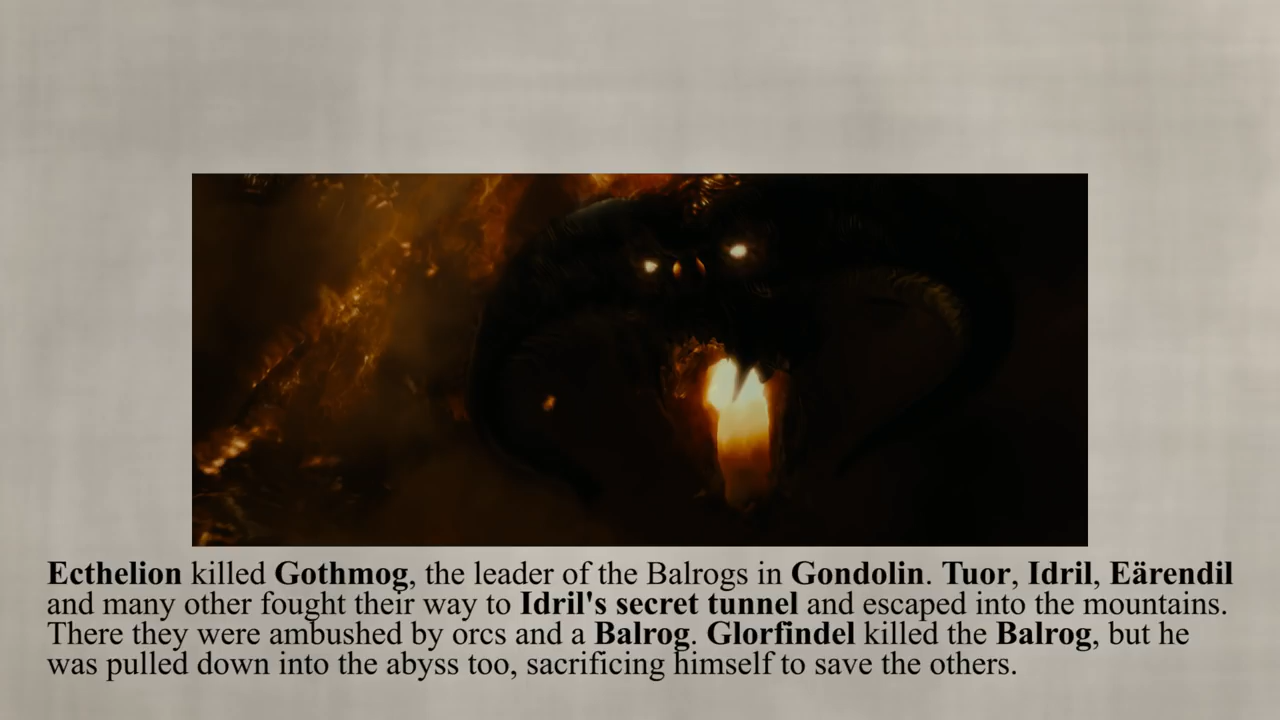 Ecthelion killed Gothmog, the leader of the Balrogs in Gondolin. Tuor, Idril, Eärendil
and many other fought their way to Idril's secret tunnel and escaped into the mountains.
There they were ambushed by orcs and a Balrog. Glorfindel killed the Balrog, but he
was pulled down into the abyss too, sacrificing himself to save the others.